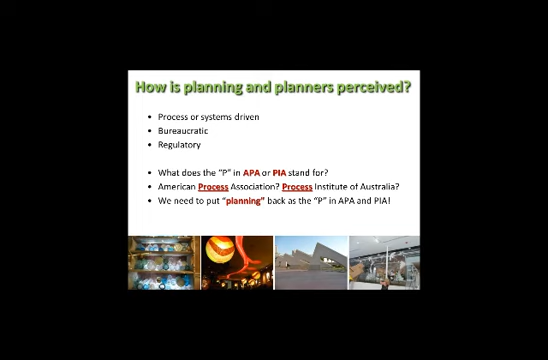 How is planning and planners perceived?
• Process or systems driven
• Bureaucratic
• Regulatory
• What does the "P" in APA or PIA stand for?
• American Process Association? Process Institute of Australia?
• We need to put "planning" back as the "P" in APA and PIA!